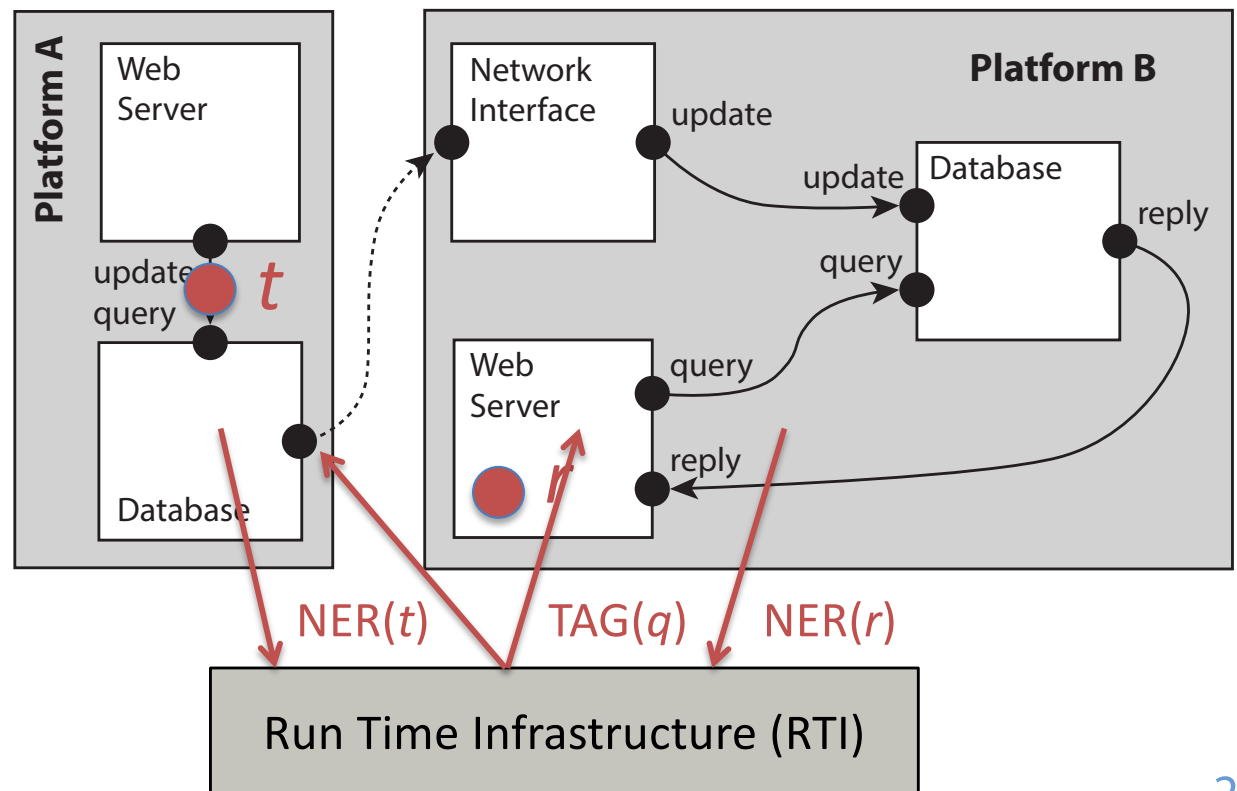 Platform A
Web
Server
update
query
t
Database
Network
Interface
update
Platform B
update
Database
query
reply
Web
Server
query
reply
r
NER(t)
TAG(q)
NER(r)
Run Time Infrastructure (RTI)